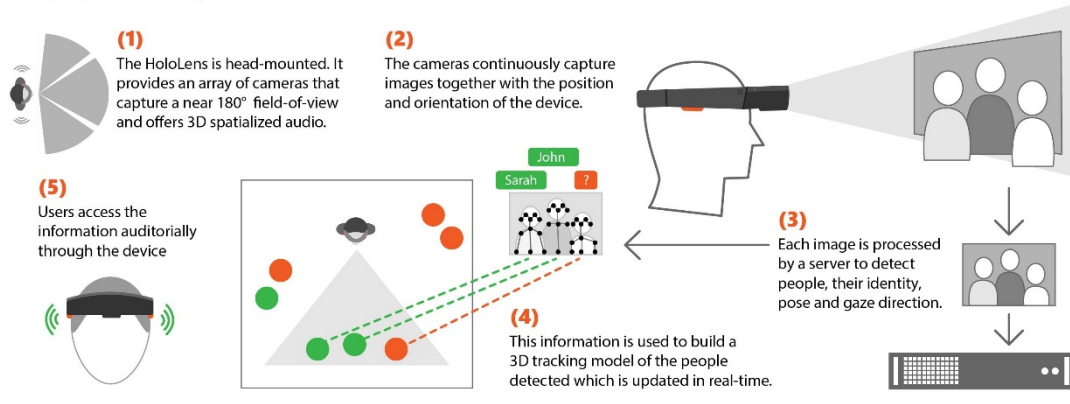 (1)
The HoloLens is head-mounted. It
provides an array of cameras that
capture a near 180° field-of-view
and offers 3D spatialized audio.
(2)
The cameras continuously capture
images together with the position
and orientation of the device.
(3)
Each image is processed
by a server to detect
people, their identity,
pose and gaze direction.
John
Sarah
?
(4)
This information is used to build a
3D tracking model of the people
detected which is updated in real-time.
(5)
Users access the
information auditorially
through the device